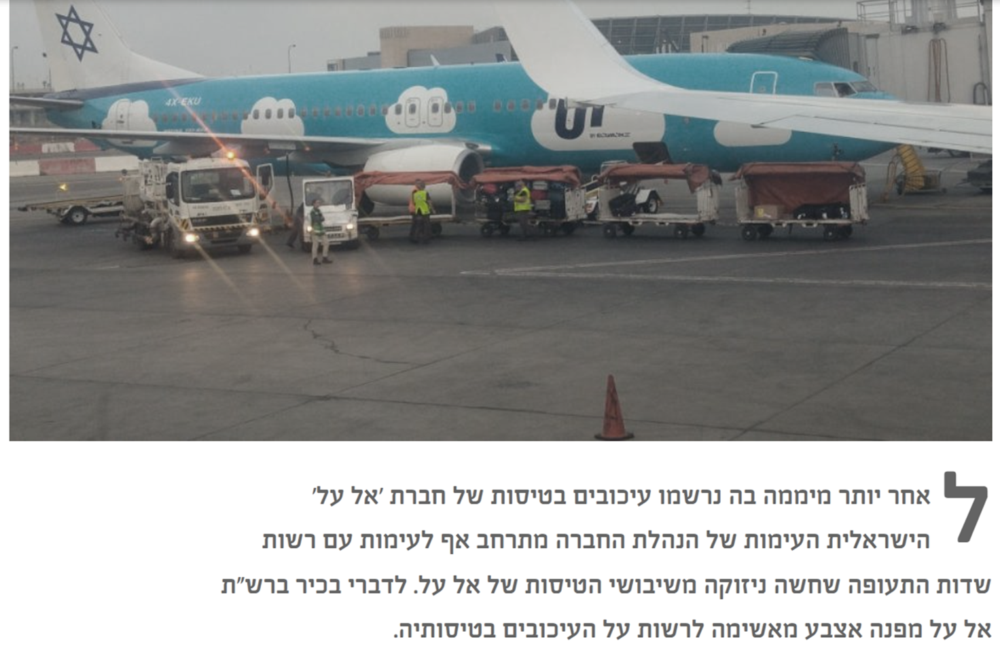 4X-EKU
UP
BY ELAL
לאחר יותר מיממה בה נרשמו עיכובים בטיסות של חברת 'אל על'
הישראלית העימות של הנהלת החברה מתרחב אף לעימות עם רשות
שדות התעופה שחשה ניזוקה משיבושי הטיסות של אל על. לדברי בכיר ברש"ת
אל על מפנה אצבע מאשימה לרשות על העיכובים בטיסותיה.